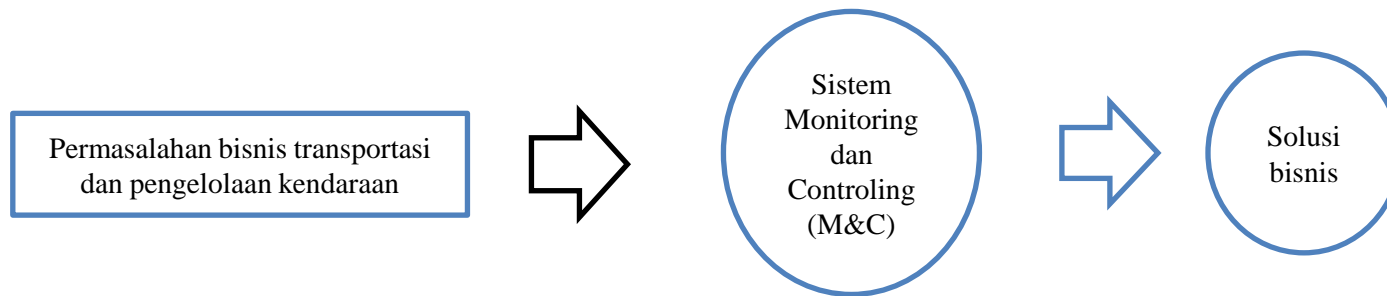 Permasalahan bisnis transportasi
dan pengelolaan kendaraan
Sistem
Monitoring
dan
Controling
(M&C)
Solusi
bisnis